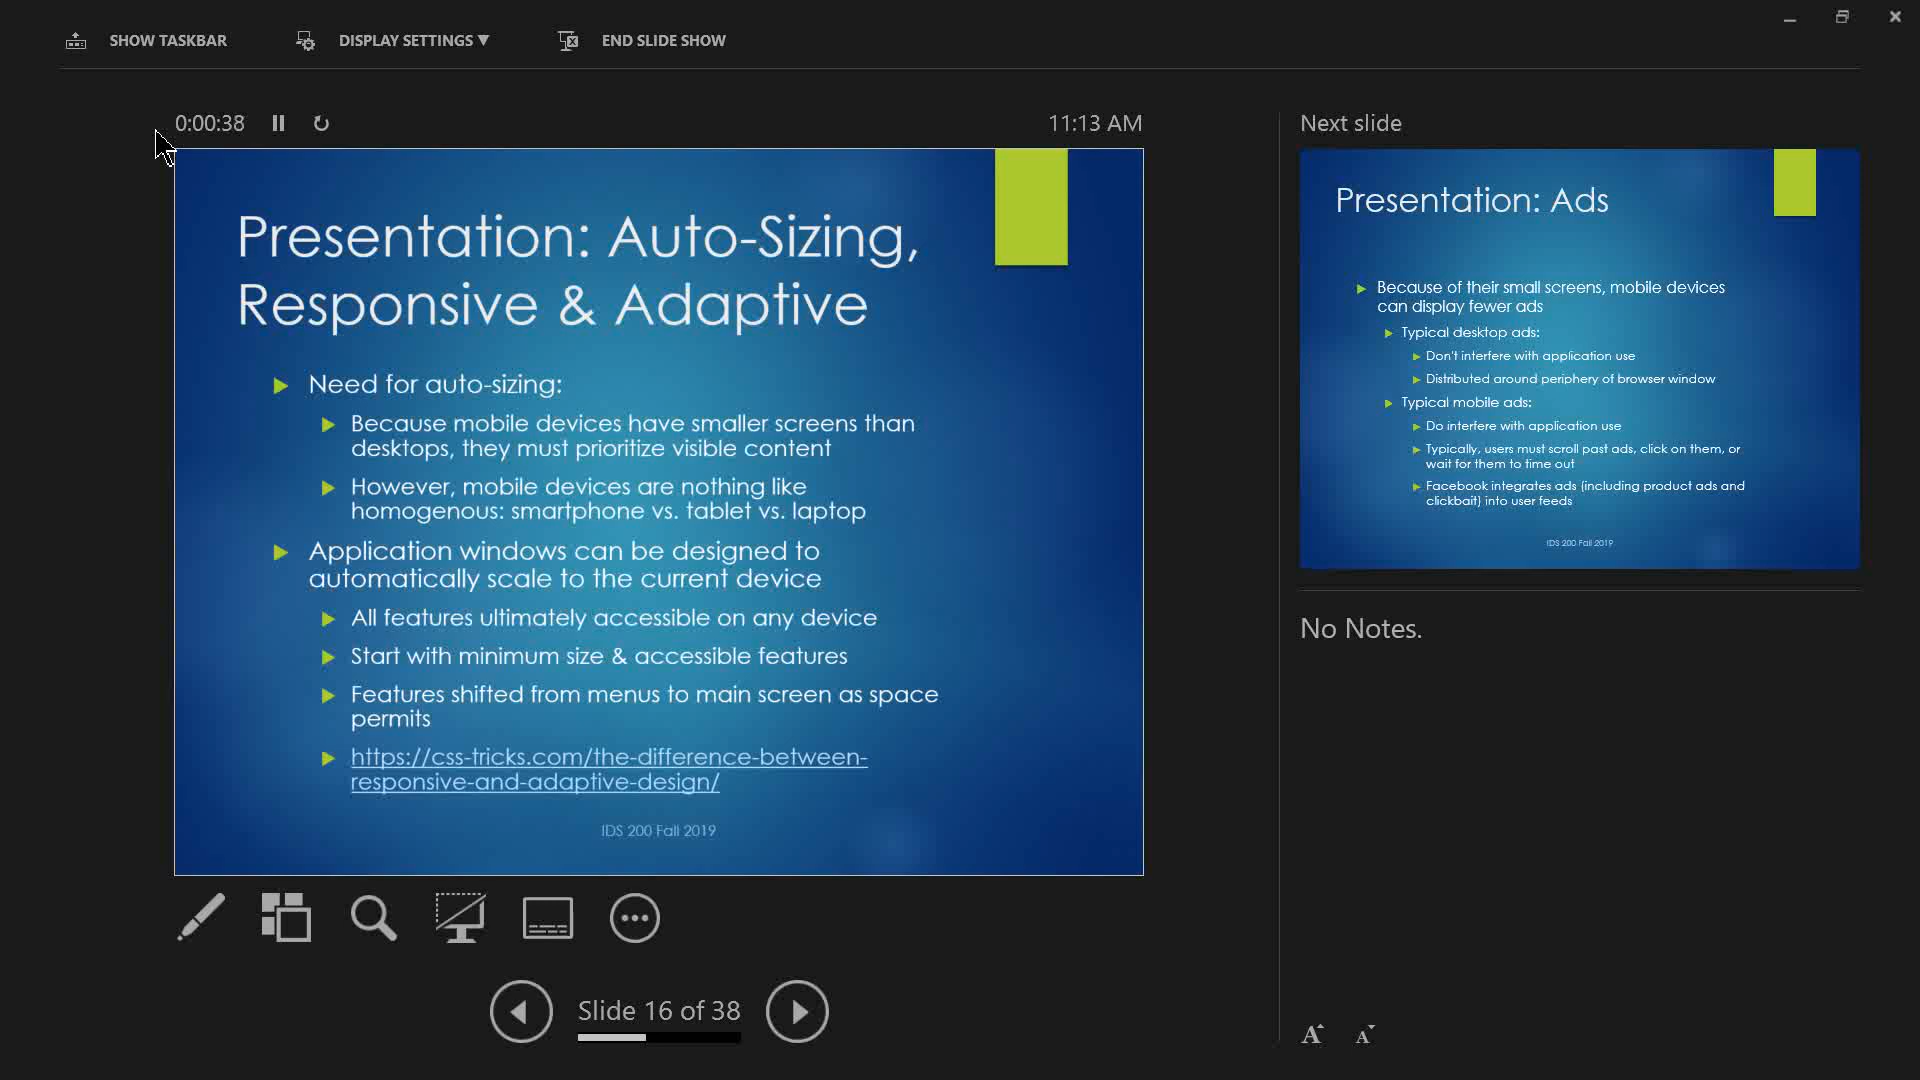 SHOW TASKBAR
DISPLAY SETTINGS ▼
END SLIDE SHOW
0:00:38
11:13 AM
Presentation: Auto-Sizing,
Responsive & Adaptive
Need for auto-sizing:
Because mobile devices have smaller screens than
desktops, they must prioritize visible content
However, mobile devices are nothing like
homogenous: smartphone vs. tablet vs. laptop
Application windows can be designed to
automatically scale to the current device
All features ultimately accessible on any device
Start with minimum size & accessible features
Features shifted from menus to main screen as space
permits
https://css-tricks.com/the-difference-between-
responsive-and-adaptive-design/
IDS 200 Fall 2019
Slide 16 of 38
Next slide
Presentation: Ads
Because of their small screens, mobile devices
can display fewer ads
Typical desktop ads:
Don't interfere with application use
Distributed around periphery of browser window
Typical mobile ads:
Do interfere with application use
Typically, users must scroll past ads, click on them, or
wait for them to time out
Facebook integrates ads (including product ads and
clickbait) into user feeds
IDS 200 Fall 2019
No Notes.
A A